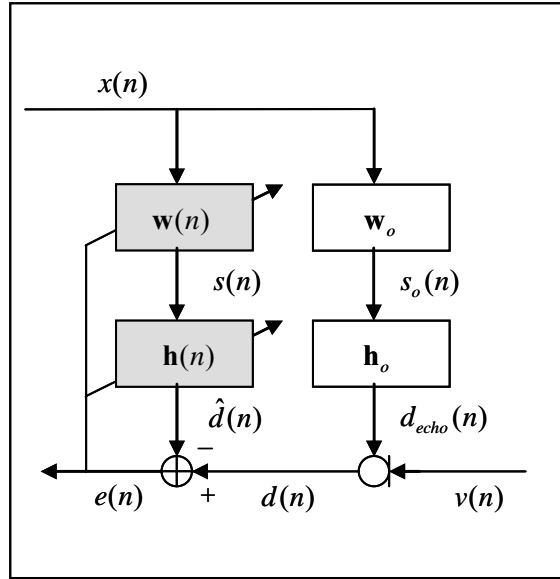 x(n)
w(n) w_o
s(n) s_o(n)
h(n) h_o
d̂(n) d_echo(n)
−
e(n) + d(n) v(n)